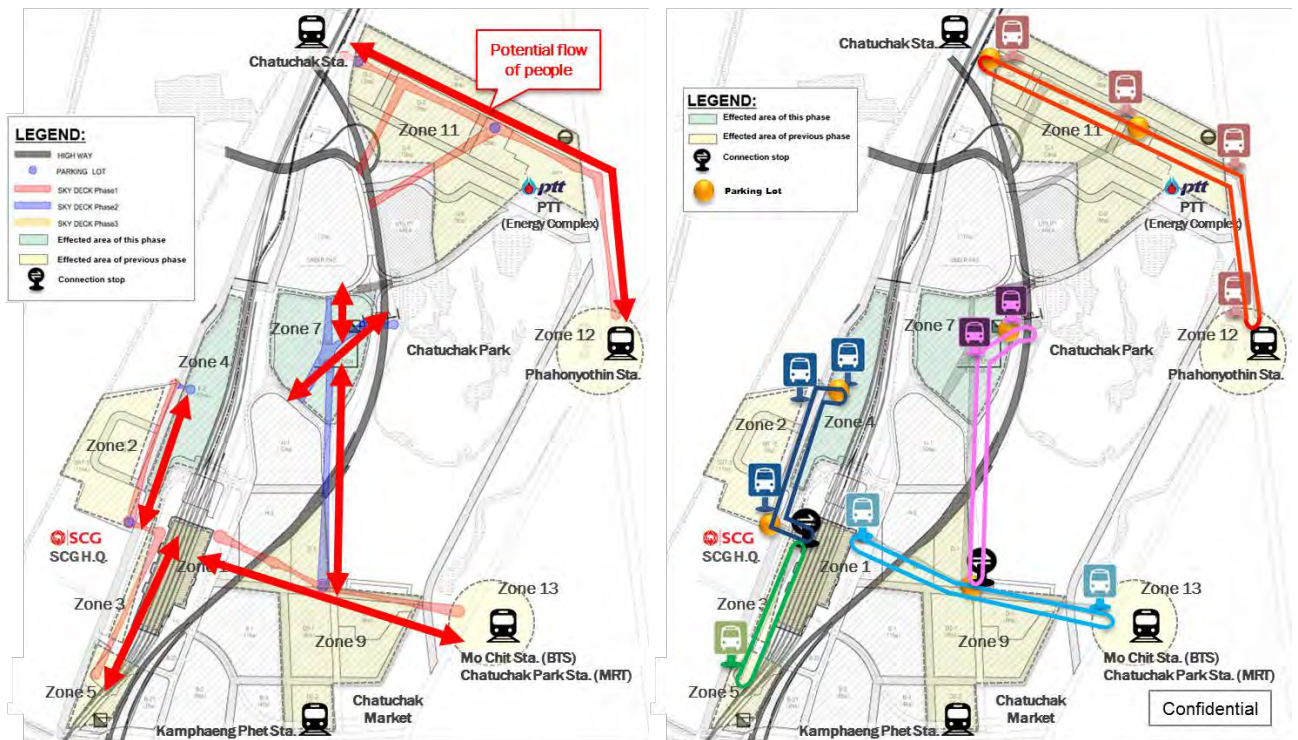 Chatuchak Sta.
Potential flow
of people
LEGEND:
HIGH WAY
PARKING LOT
SKY DECK Phase1
SKY DECK Phase2
SKY DECK Phase3
Effected area of this phase
Effected area of previous phase
Connection stop
Zone 11
ptt
PTT
(Energy Complex)
Zone 7
Zone 12
Chatuchak Park
Phahonyothin Sta.
Zone 4
Zone 2
SCG
SCG H.Q.
Zone 3
Zone 13
Zone 9
Mo Chit Sta. (BTS)
Chatuchak Park Sta. (MRT)
Zone 5
Chatuchak
Market
Kamphaeng Phet Sta.
Chatuchak Sta.
LEGEND:
Effected area of this phase
Effected area of previous phase
Connection stop
Parking Lot
Zone 11
ptt
PTT
(Energy Complex)
Zone 7
Zone 12
Chatuchak Park
Phahonyothin Sta.
Zone 2
Zone 4
SCG
SCG H.Q.
Zone 1
Zone 3
Zone 13
Zone 9
Mo Chit Sta. (BTS)
Chatuchak Park Sta. (MRT)
Zone 5
Chatuchak
Market
Confidential
Kamphaeng Phet Sta.